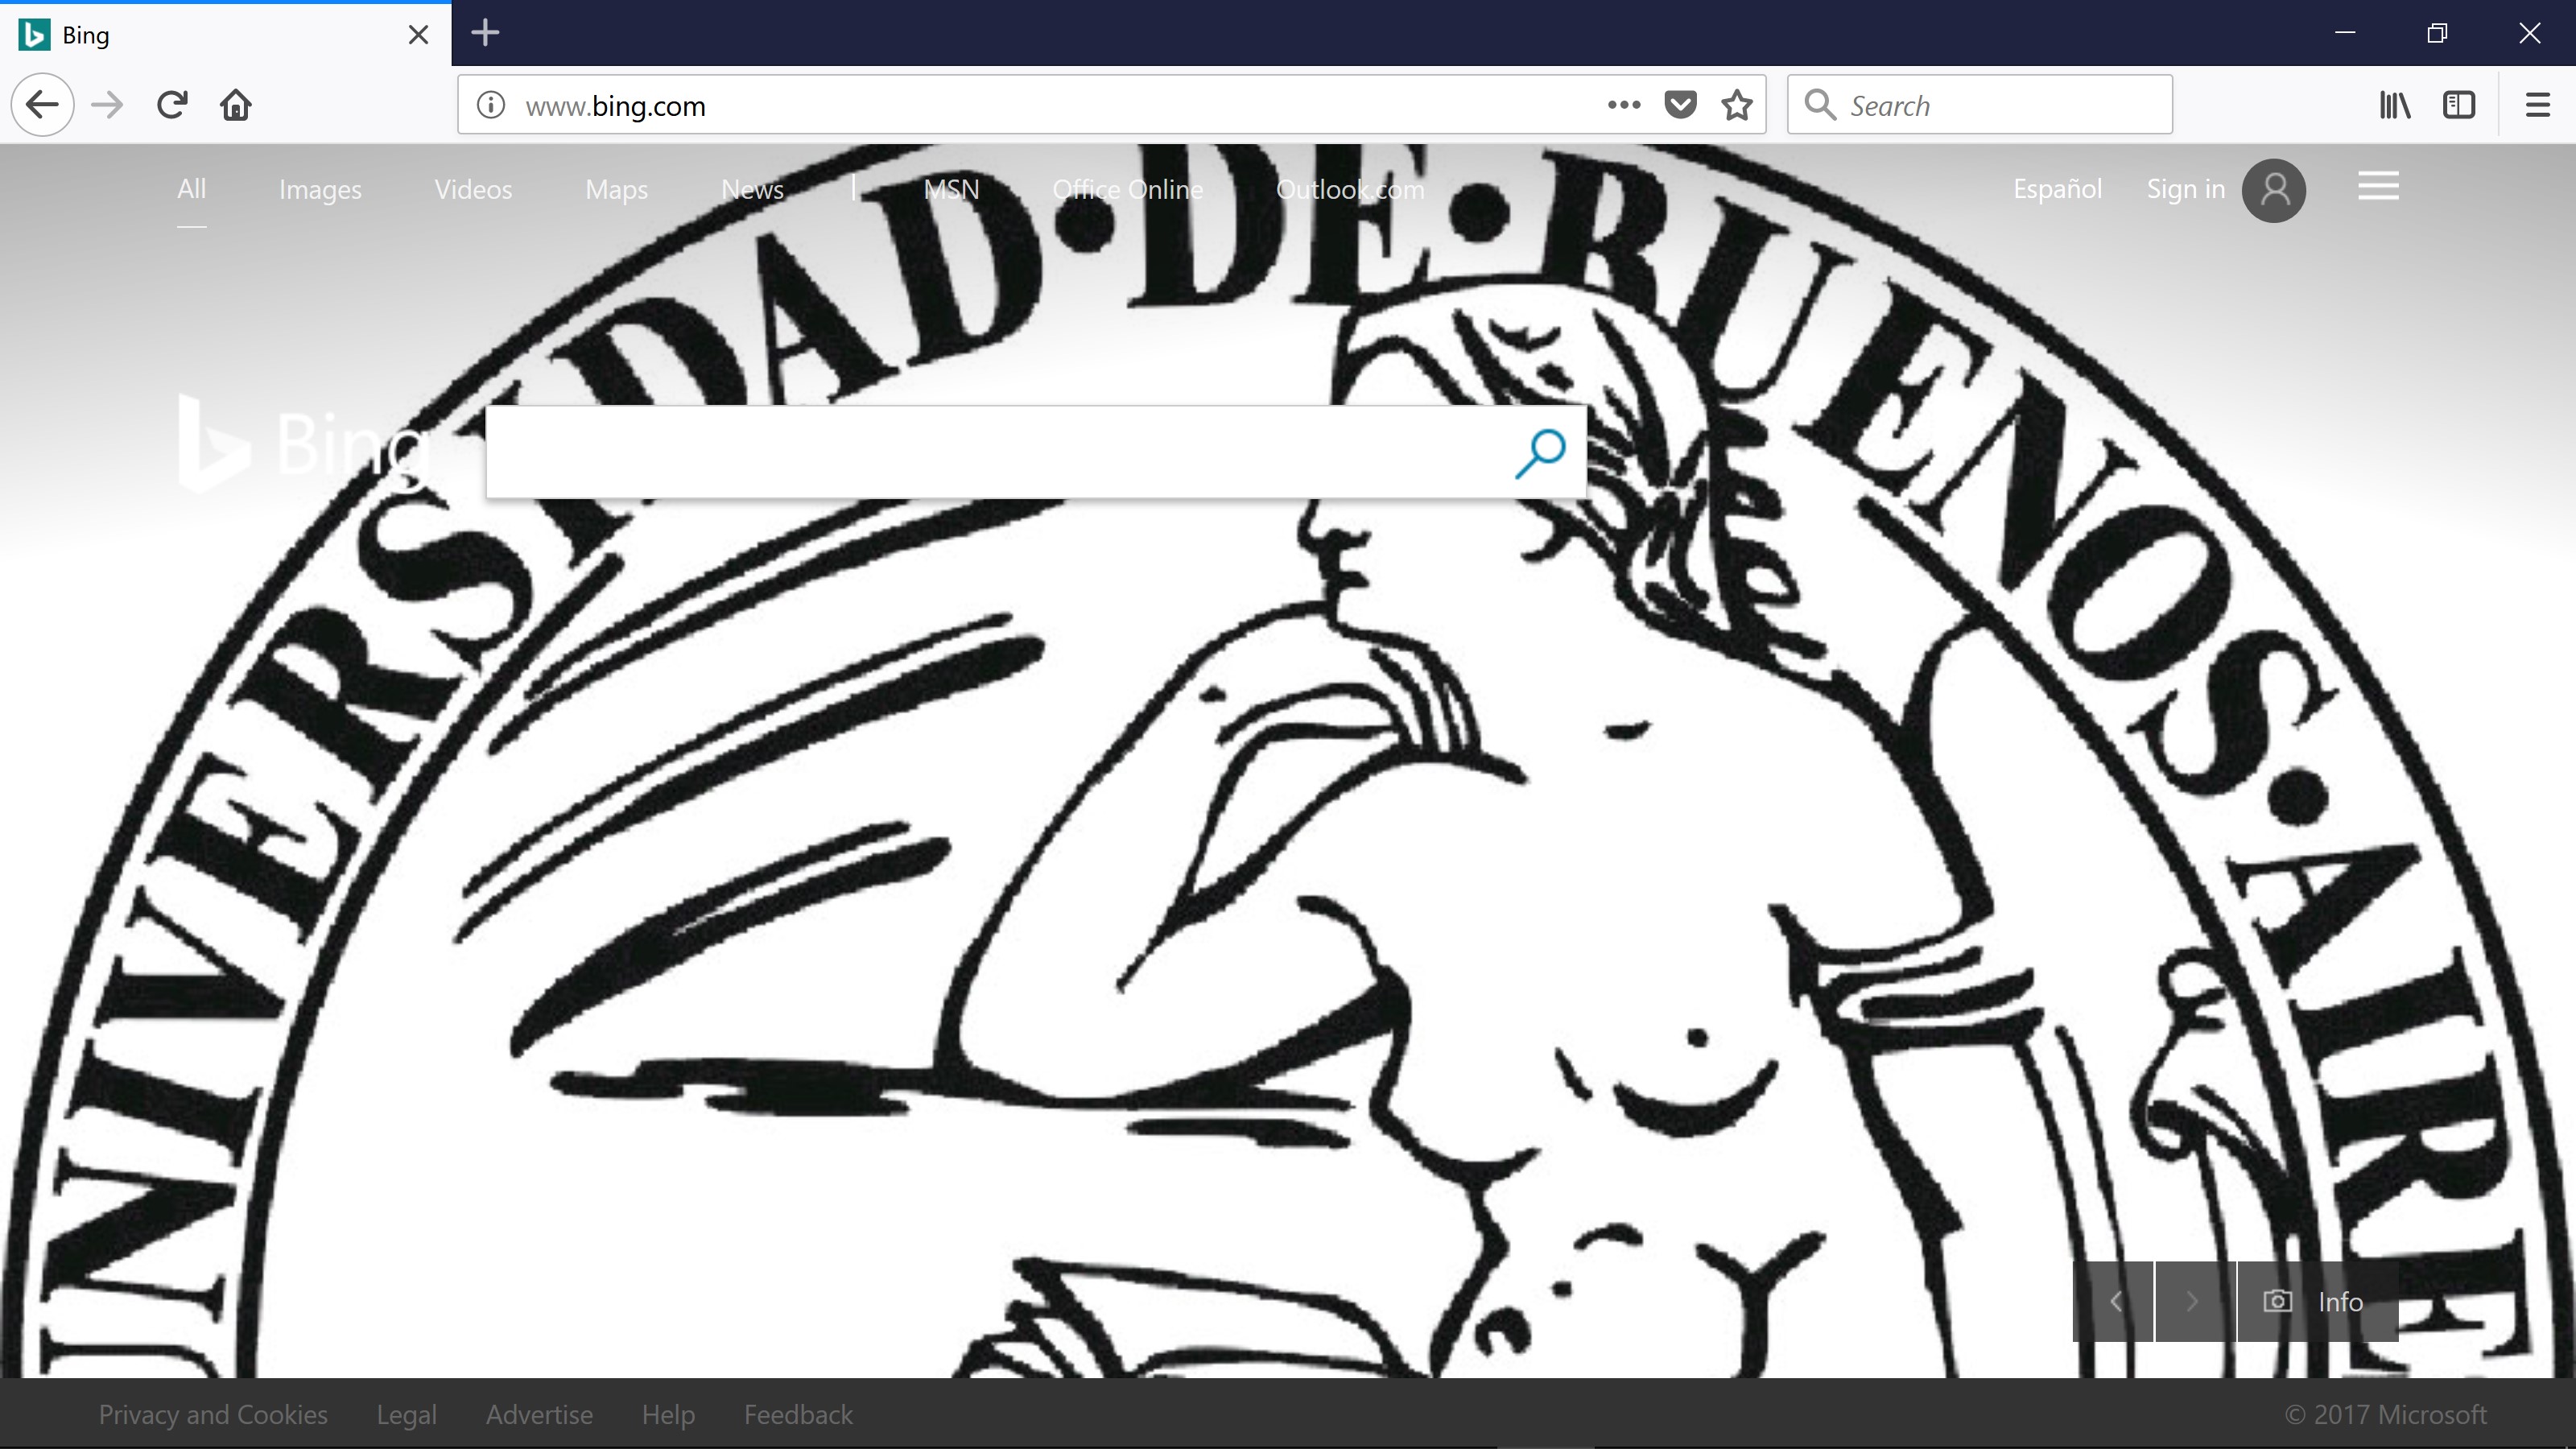 Bing
www.bing.com
Search
All Images Videos Maps News | MSN Office Online Outlook.com Español Sign in
UNIVERSIDAD•DE•BUENOS•AIRE
Bing
Info
Privacy and Cookies Legal Advertise Help Feedback © 2017 Microsoft